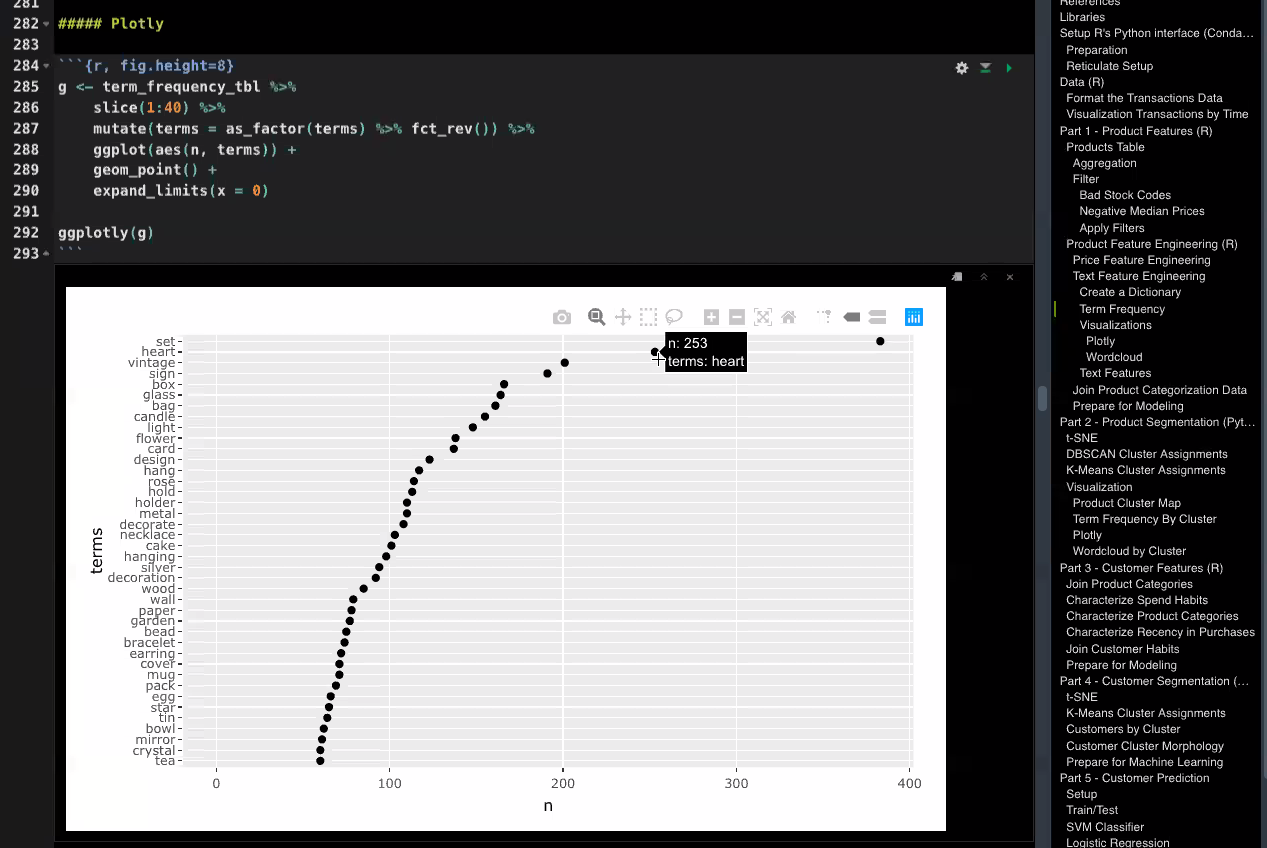 281
282 ##### Plotly
283
284 ```{r, fig.height=8}
285 g <- term_frequency_tbl %>%
286 slice(1:40) %>%
287 mutate(terms = as_factor(terms) %>% fct_rev()) %>%
288 ggplot(aes(n, terms)) +
289 geom_point() +
290 expand_limits(x = 0)
291
292 ggplotly(g)
293 ```
n: 253
terms: heart
set
heart
vintage
sign
box
glass
bag
candle
light
flower
card
design
hang
rose
hold
holder
metal
decorate
necklace
cake
hanging
silver
decoration
wood
wall
paper
garden
bead
bracelet
earring
cover
mug
pack
egg
star
tin
bowl
mirror
crystal
tea
terms
0 100 200 300 400
n
References
Libraries
Setup R's Python interface (Conda...
Preparation
Reticulate Setup
Data (R)
Format the Transactions Data
Visualization Transactions by Time
Part 1 - Product Features (R)
Products Table
Aggregation
Filter
Bad Stock Codes
Negative Median Prices
Apply Filters
Product Feature Engineering (R)
Price Feature Engineering
Text Feature Engineering
Create a Dictionary
Term Frequency
Visualizations
Plotly
Wordcloud
Text Features
Join Product Categorization Data
Prepare for Modeling
Part 2 - Product Segmentation (Pyt...
t-SNE
DBSCAN Cluster Assignments
K-Means Cluster Assignments
Visualization
Product Cluster Map
Term Frequency By Cluster
Plotly
Wordcloud by Cluster
Part 3 - Customer Features (R)
Join Product Categories
Characterize Spend Habits
Characterize Product Categories
Characterize Recency in Purchases
Join Customer Habits
Prepare for Modeling
Part 4 - Customer Segmentation (...
t-SNE
K-Means Cluster Assignments
Customers by Cluster
Customer Cluster Morphology
Prepare for Machine Learning
Part 5 - Customer Prediction
Setup
Train/Test
SVM Classifier
Logistic Regression